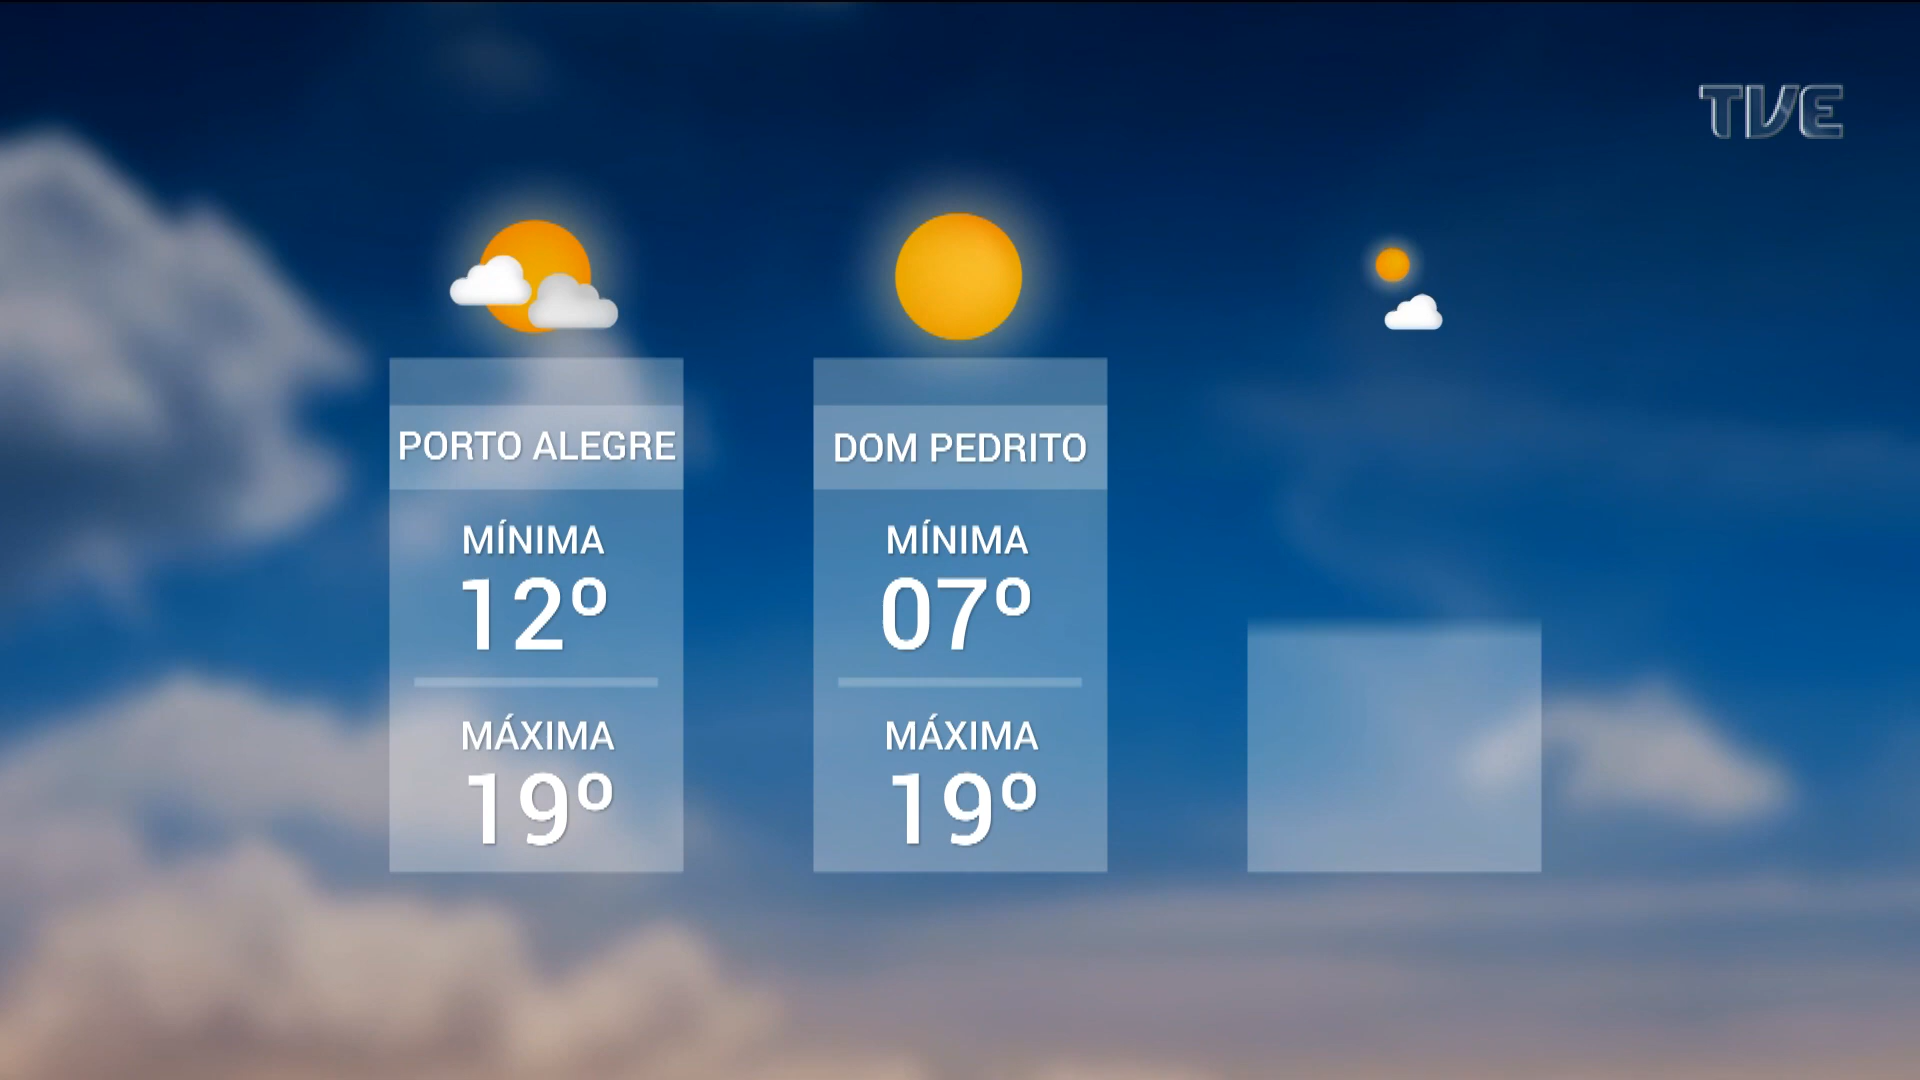 TVE
PORTO ALEGRE
MÍNIMA
12º
MÁXIMA
19º
DOM PEDRITO
MÍNIMA
07º
MÁXIMA
19º